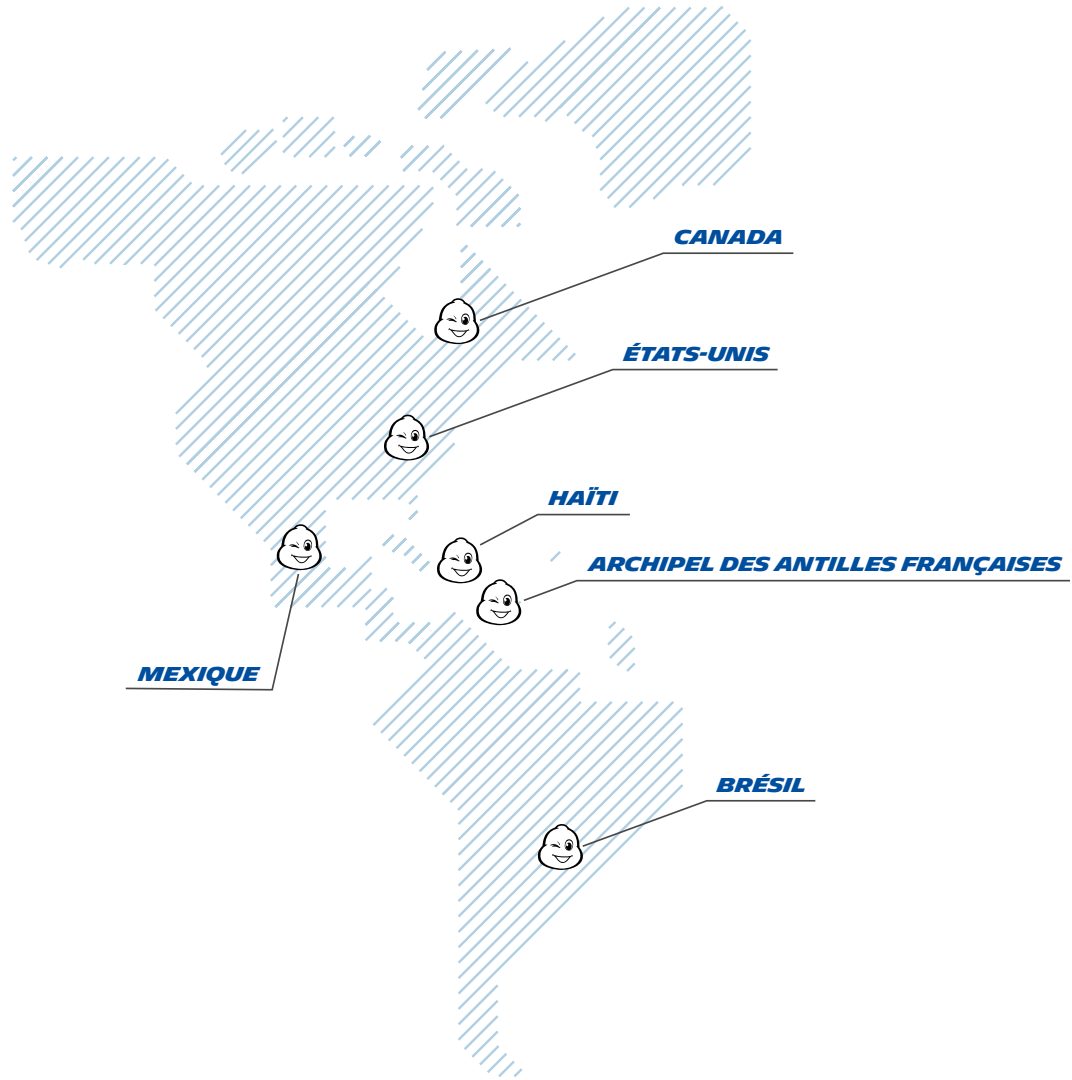 CANADA
ÉTATS-UNIS
HAÏTI
ARCHIPEL DES ANTILLES FRANÇAISES
MEXIQUE
BRÉSIL